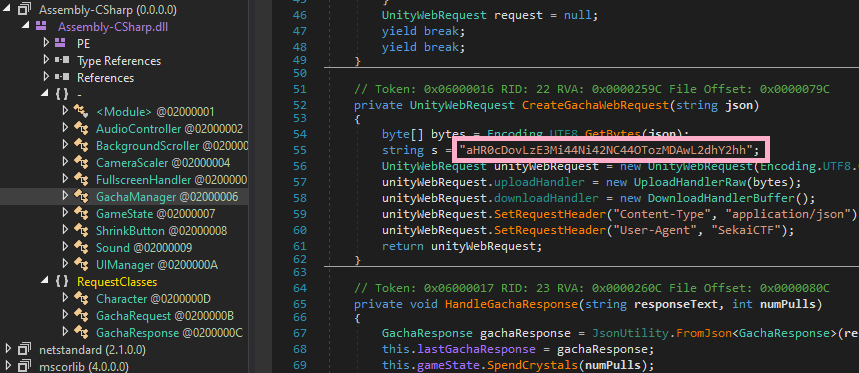 Assembly-CSharp (0.0.0.0)
Assembly-CSharp.dll
PE
Type References
References
{ } -
<Module> @02000001
AudioController @02000002
BackgroundScroller @02000003
CameraScaler @02000004
FullscreenHandler @02000005
GachaManager @02000006
GameState @02000007
ShrinkButton @02000008
Sound @02000009
UIManager @0200000A
{ } RequestClasses
Character @0200000D
GachaRequest @0200000B
GachaResponse @0200000C
netstandard (2.1.0.0)
mscorlib (4.0.0.0)
46 UnityWebRequest request = null;
47 yield break;
48 yield break;
49 }
50
51 // Token: 0x06000016 RID: 22 RVA: 0x0000259C File Offset: 0x0000079C
52 private UnityWebRequest CreateGachaWebRequest(string json)
53 {
54 byte[] bytes = Encoding.UTF8.GetBytes(json);
55 string s = "aHR0cDovLzE3Mi44Ni42NC44OTozMDAwL2dhY2hh";
56 UnityWebRequest unityWebRequest = new UnityWebRequest(Encoding.UTF8.
57 unityWebRequest.uploadHandler = new UploadHandlerRaw(bytes);
58 unityWebRequest.downloadHandler = new DownloadHandlerBuffer();
59 unityWebRequest.SetRequestHeader("Content-Type", "application/json")
60 unityWebRequest.SetRequestHeader("User-Agent", "SekaiCTF");
61 return unityWebRequest;
62 }
63
64 // Token: 0x06000017 RID: 23 RVA: 0x0000260C File Offset: 0x0000080C
65 private void HandleGachaResponse(string responseText, int numPulls)
66 {
67 GachaResponse gachaResponse = JsonUtility.FromJson<GachaResponse>(re
68 this.lastGachaResponse = gachaResponse;
69 this.gameState.SpendCrystals(numPulls);